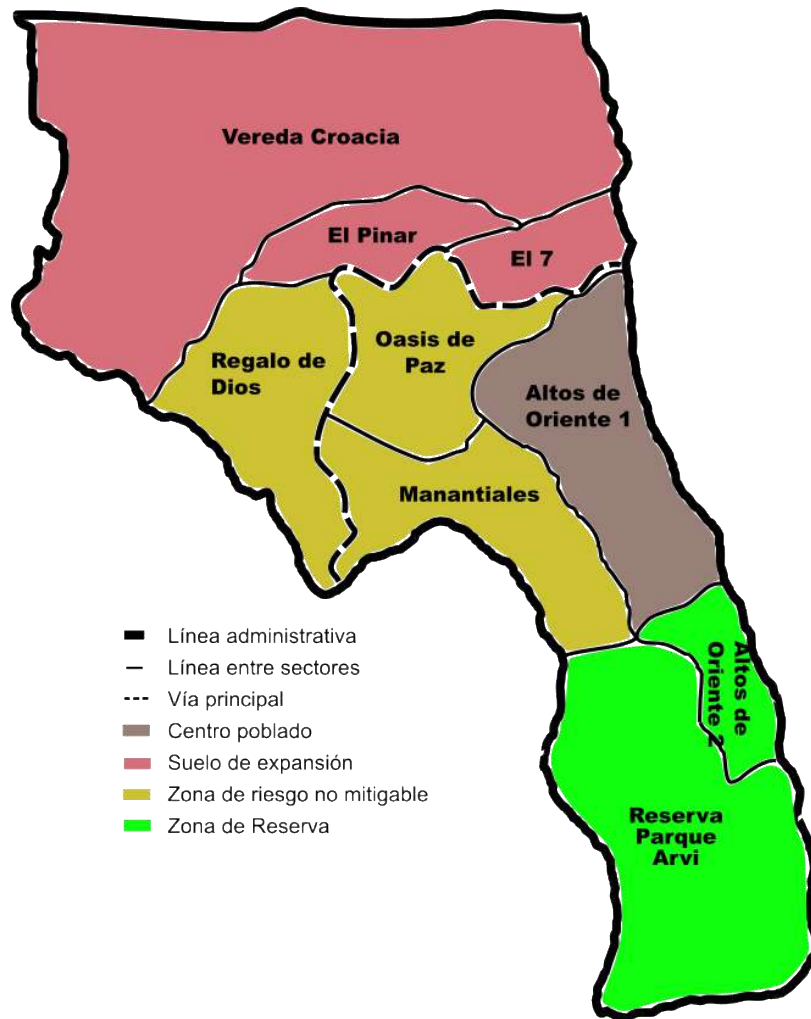 Vereda Croacia
El Pinar
El 7
Oasis de
Paz
Regalo de
Dios
Altos de
Oriente 1
Manantiales
Altos de
Oriente 2
Reserva
Parque
Arvi
Línea administrativa
Línea entre sectores
Vía principal
Centro poblado
Suelo de expansión
Zona de riesgo no mitigable
Zona de Reserva